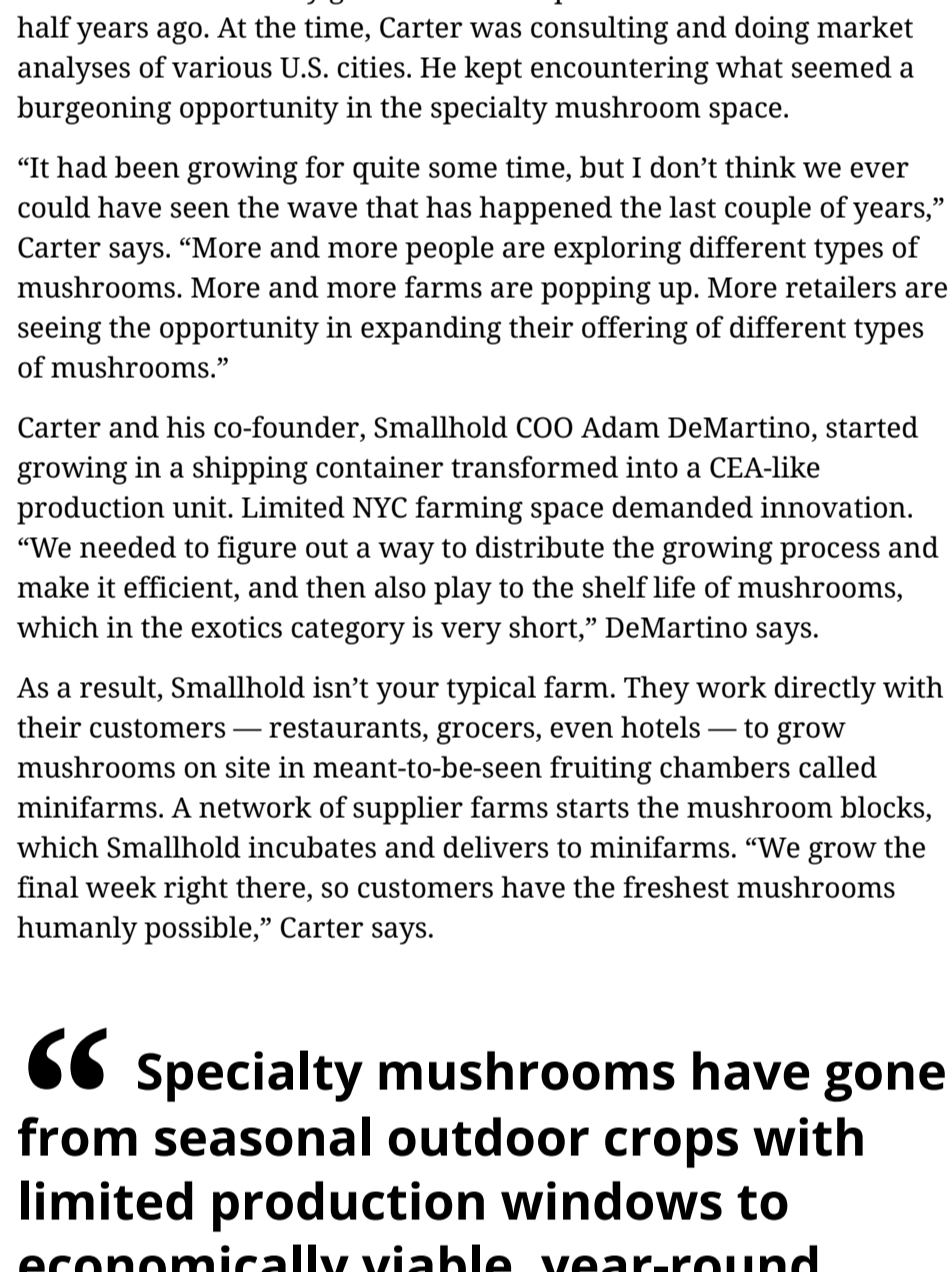 half years ago. At the time, Carter was consulting and doing market
analyses of various U.S. cities. He kept encountering what seemed a
burgeoning opportunity in the specialty mushroom space.
“It had been growing for quite some time, but I don’t think we ever
could have seen the wave that has happened the last couple of years,”
Carter says. “More and more people are exploring different types of
mushrooms. More and more farms are popping up. More retailers are
seeing the opportunity in expanding their offering of different types
of mushrooms.”
Carter and his co-founder, Smallhold COO Adam DeMartino, started
growing in a shipping container transformed into a CEA-like
production unit. Limited NYC farming space demanded innovation.
“We needed to figure out a way to distribute the growing process and
make it efficient, and then also play to the shelf life of mushrooms,
which in the exotics category is very short,” DeMartino says.
As a result, Smallhold isn’t your typical farm. They work directly with
their customers — restaurants, grocers, even hotels — to grow
mushrooms on site in meant-to-be-seen fruiting chambers called
minifarms. A network of supplier farms starts the mushroom blocks,
which Smallhold incubates and delivers to minifarms. “We grow the
final week right there, so customers have the freshest mushrooms
humanly possible,” Carter says.
“ Specialty mushrooms have gone
from seasonal outdoor crops with
limited production windows to
economically viable, year-round